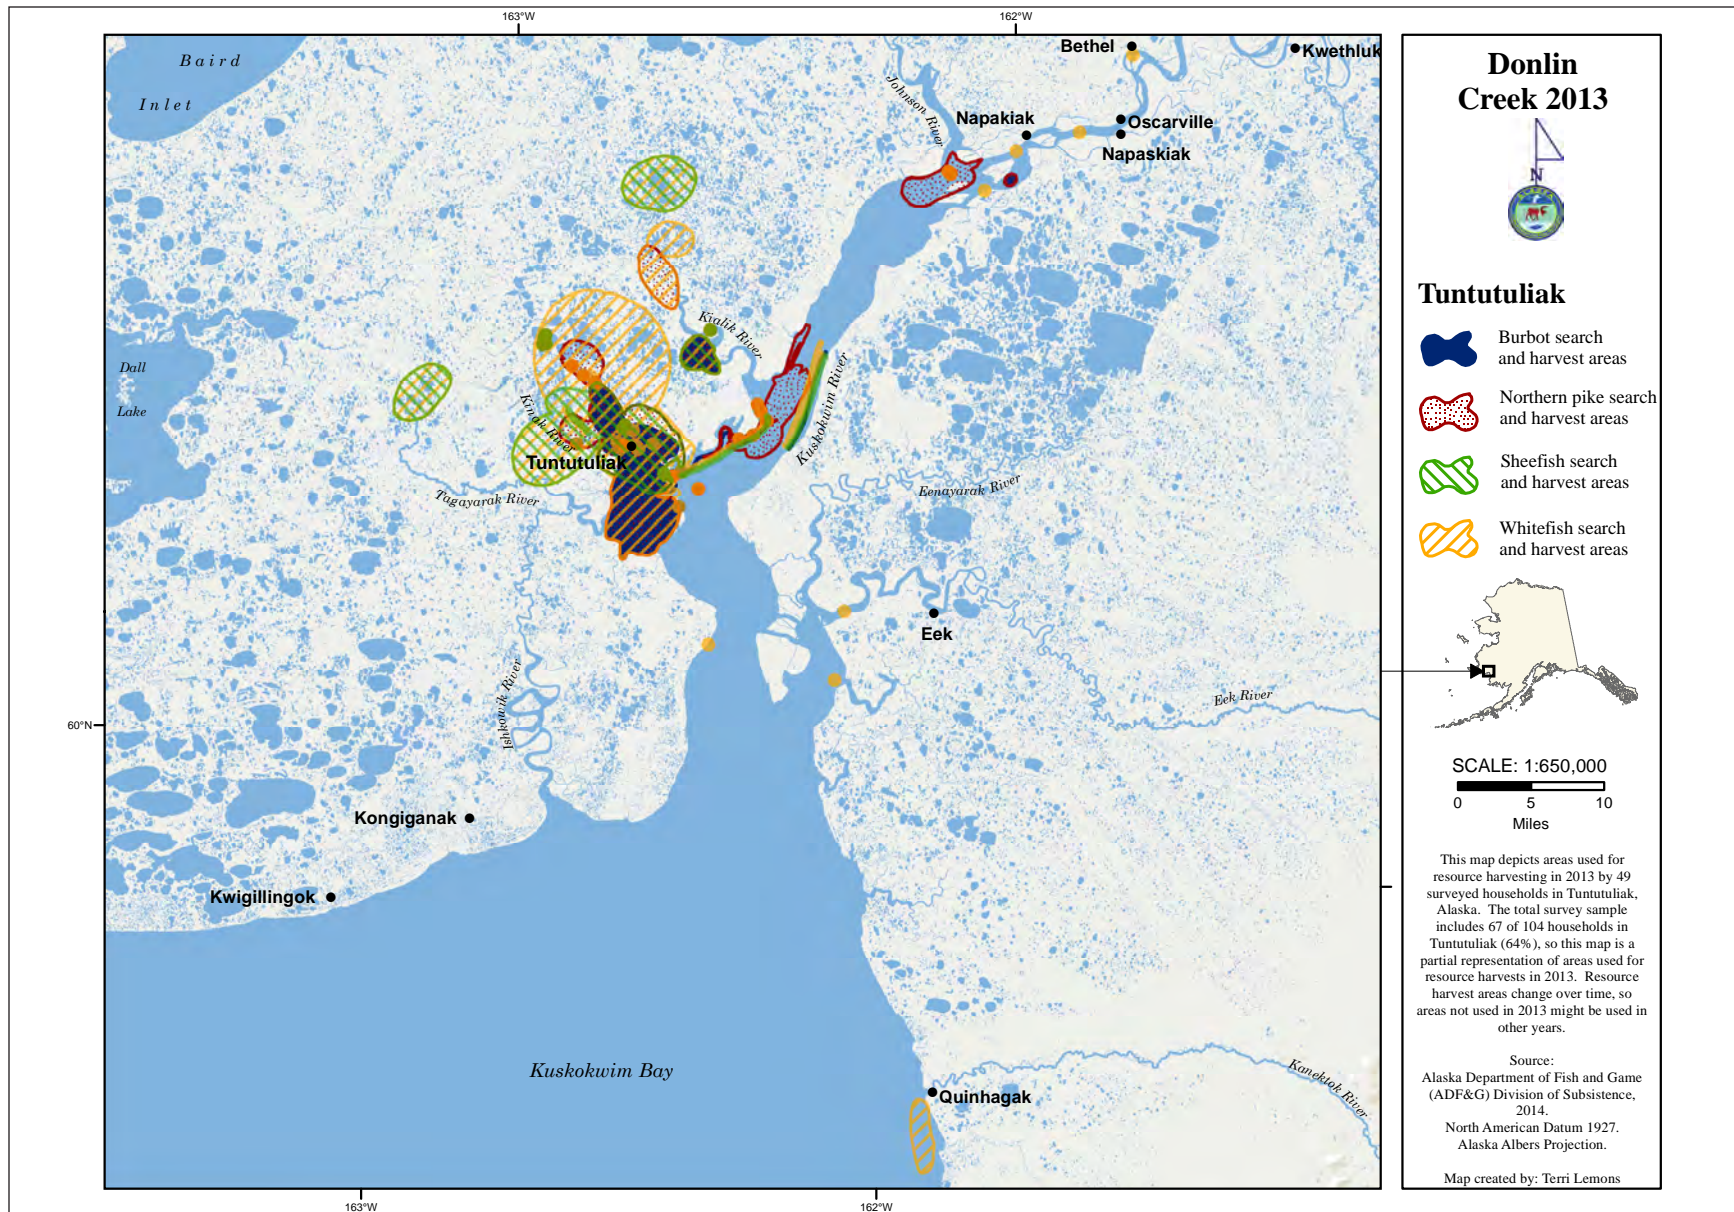 163°W
162°W
Baird
Inlet
Bethel
Kwethluk
Johnson River
Napakiak
Oscarville
Napaskiak
Kialik River
Dall
Lake
Kinak River
Kuskokwim River
Tuntutuliak
Tagayarak River
Eenayarak River
Eek
Ishkowik River
Eek River
60°N
Kongiganak
Kwigillingok
Kuskokwim Bay
Quinhagak
Kanektok River
163°W
162°W
Donlin
Creek 2013
N
Tuntutuliak
Burbot search
and harvest areas
Northern pike search
and harvest areas
Sheefish search
and harvest areas
Whitefish search
and harvest areas
SCALE: 1:650,000
0 5 10
Miles
This map depicts areas used for
resource harvesting in 2013 by 49
surveyed households in Tuntutuliak,
Alaska. The total survey sample
includes 67 of 104 households in
Tuntutuliak (64%), so this map is a
partial representation of areas used for
resource harvests in 2013. Resource
harvest areas change over time, so
areas not used in 2013 might be used in
other years.
Source:
Alaska Department of Fish and Game
(ADF&G) Division of Subsistence,
2014.
North American Datum 1927.
Alaska Albers Projection.
Map created by: Terri Lemons